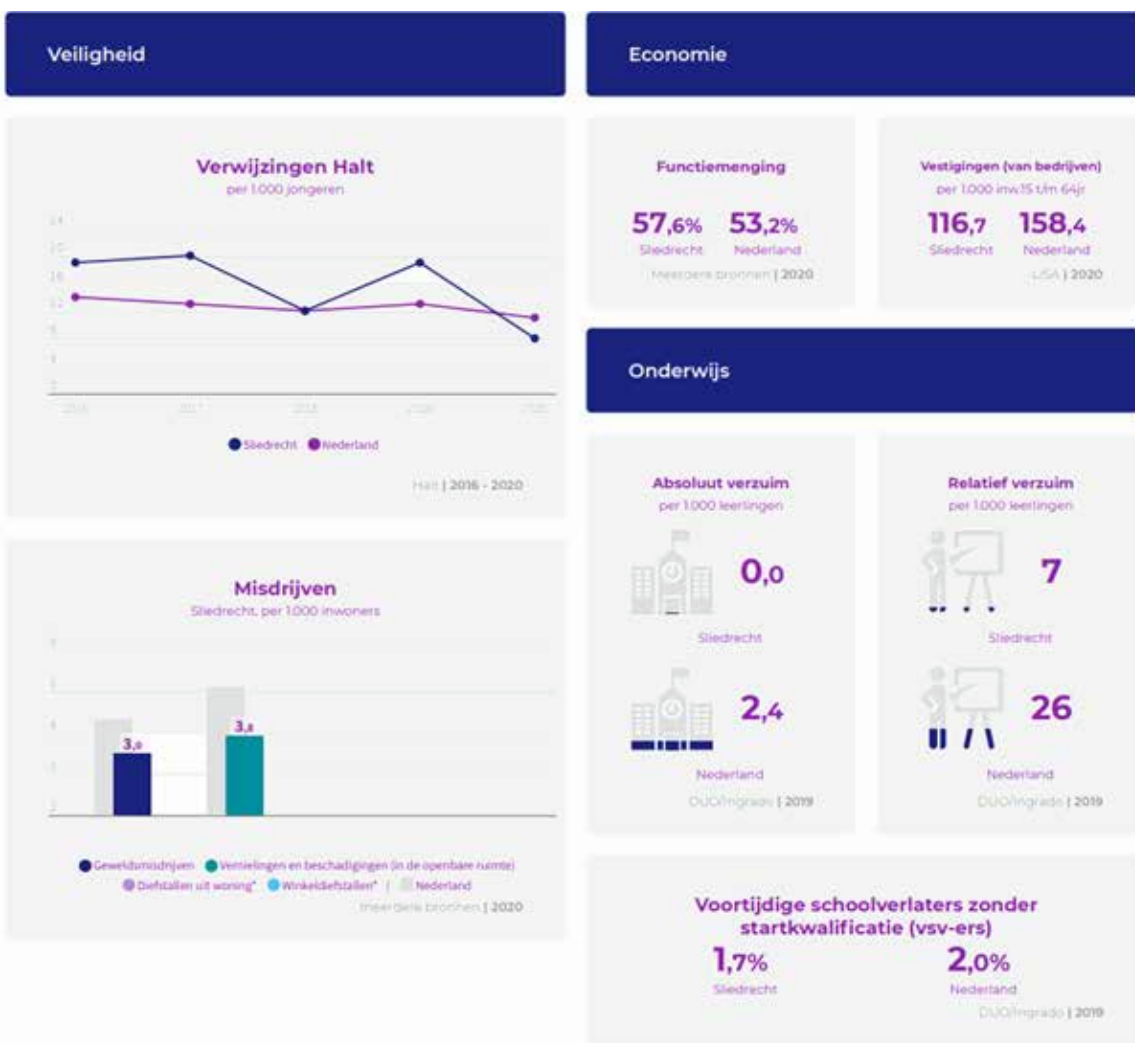 Veiligheid
Verwijzingen Halt
per 1.000 jongeren
2016
2017
2018
2020
Sliedrecht Nederland
Halt | 2016 - 2020
Misdrijven
Sliedrecht, per 1.000 inwoners
3,0
3,8
Geweldsmisdrijven Vernielingen en beschadigingen (in de openbare ruimte)
Diefstallen uit woning* Winkeldiefstallen* | Nederland
meerdere bronnen | 2020
Economie
Functiemenging
57,6% 53,2%
Sliedrecht Nederland
Meerdere bronnen | 2020
Vestigingen (van bedrijven)
per 1.000 inw.15 t/m 64jr
116,7 158,4
Sliedrecht Nederland
LISA | 2020
Onderwijs
Absoluut verzuim
per 1.000 leerlingen
0,0
Sliedrecht
2,4
Nederland
DUO/Ingrado | 2019
Relatief verzuim
per 1.000 leerlingen
7
Sliedrecht
26
Nederland
DUO/Ingrado | 2019
Voortijdige schoolverlaters zonder
startkwalificatie (vsv-ers)
1,7% 2,0%
Sliedrecht Nederland
DUO/Ingrado | 2019